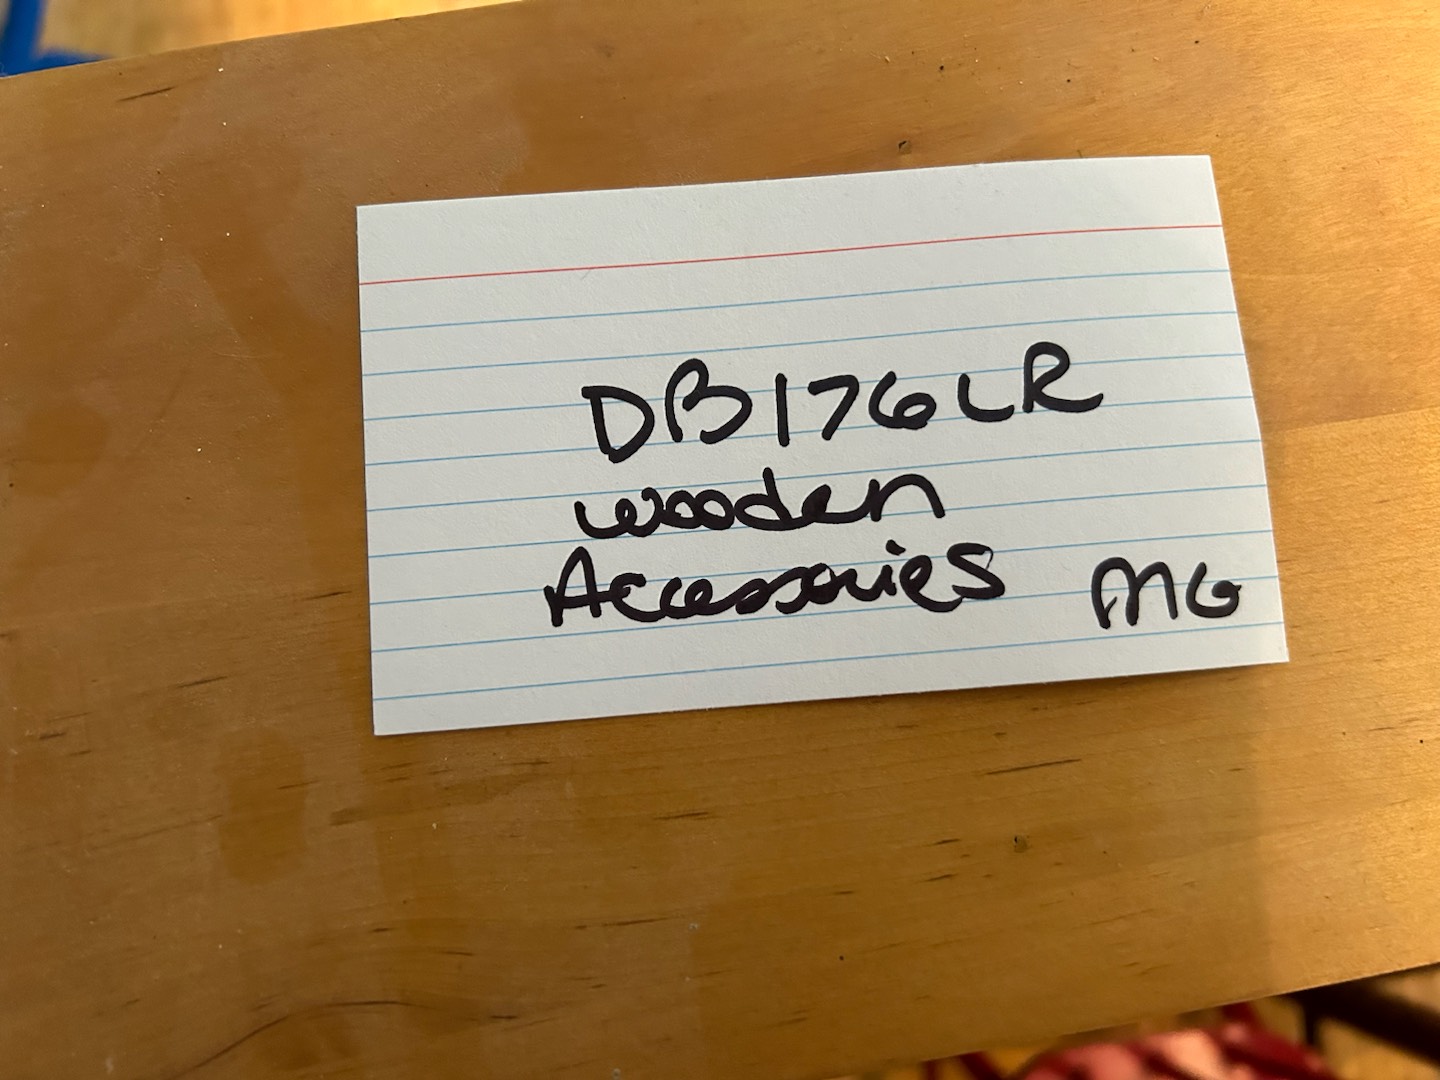 DB176LR
wooden
Accessories MG